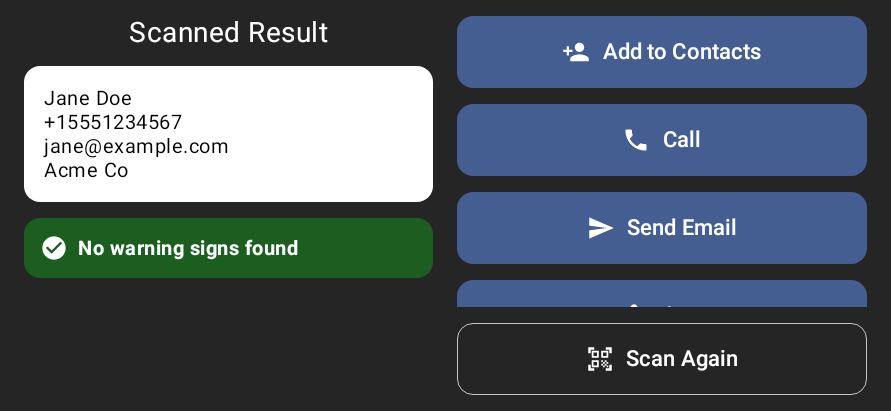 Scanned Result
Jane Doe
+15551234567
jane@example.com
Acme Co
No warning signs found
Add to Contacts
Call
Send Email
Scan Again